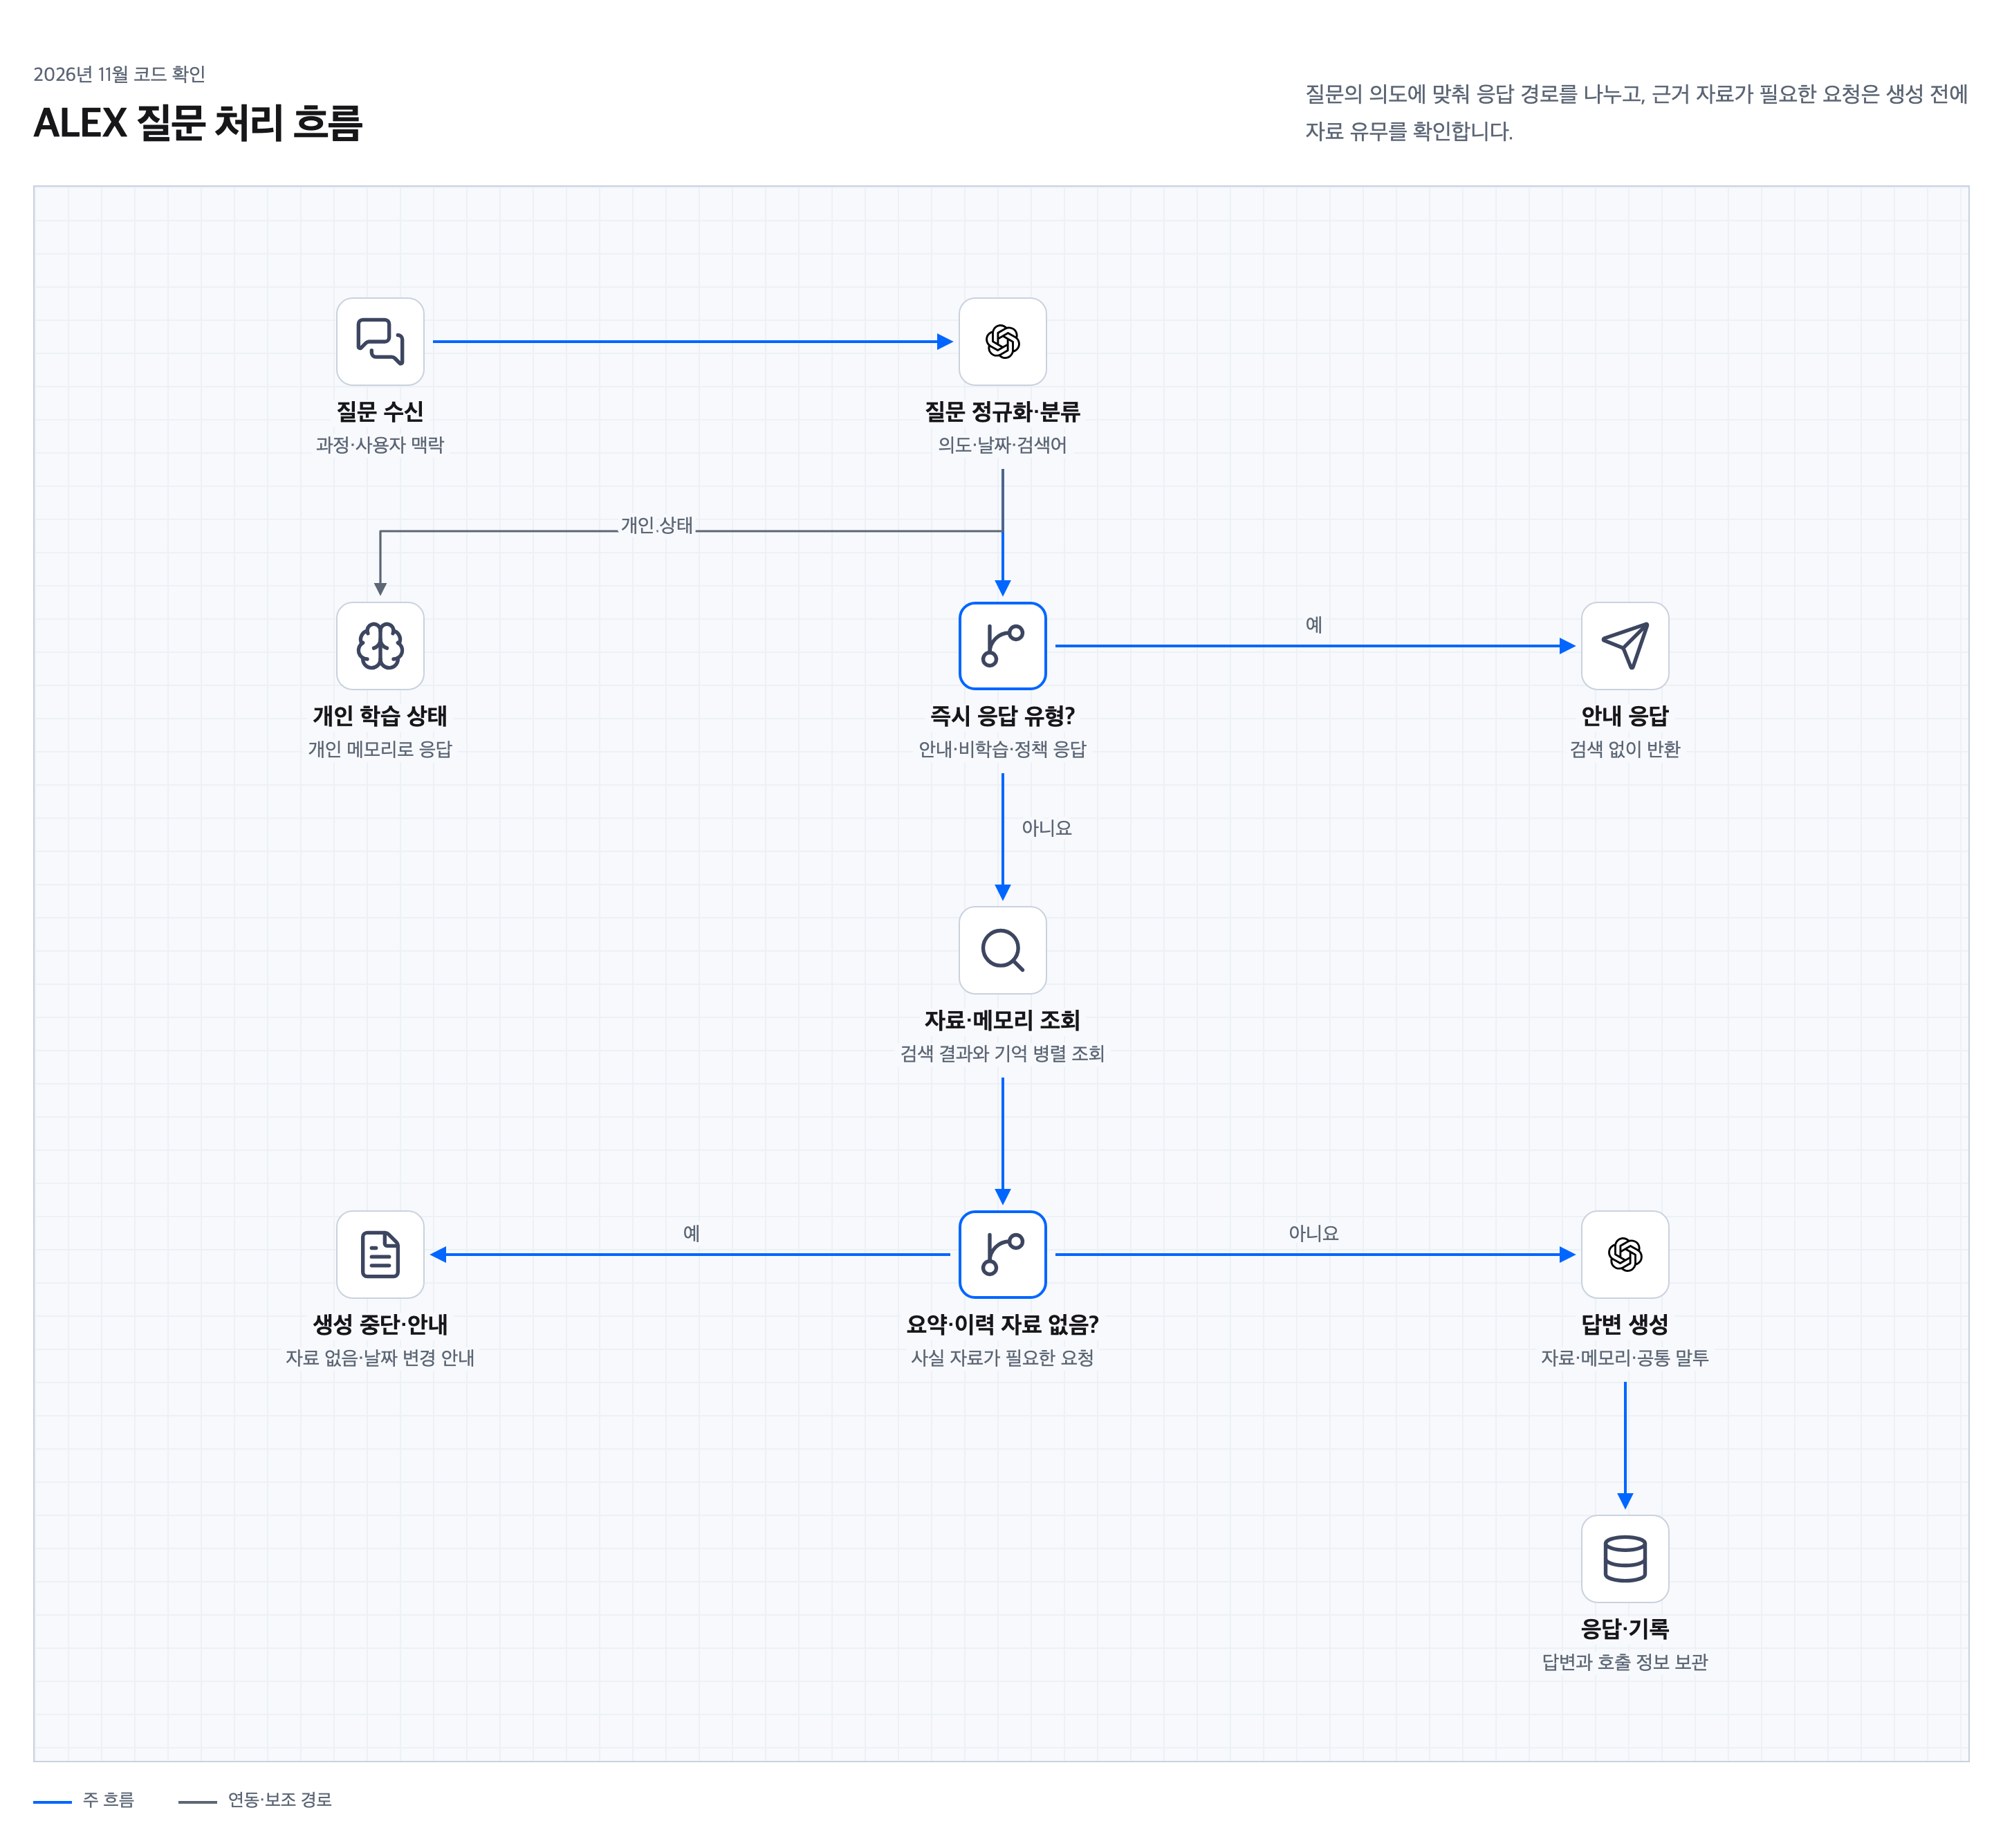 2026년 11월 코드 확인
ALEX 질문 처리 흐름
질문의 의도에 맞춰 응답 경로를 나누고, 근거 자료가 필요한 요청은 생성 전에
자료 유무를 확인합니다.
질문 수신
과정·사용자 맥락
질문 정규화·분류
의도·날짜·검색어
개인.상태
개인 학습 상태
개인 메모리로 응답
즉시 응답 유형?
안내·비학습·정책 응답
예
안내 응답
검색 없이 반환
아니요
자료·메모리 조회
검색 결과와 기억 병렬 조회
예
아니요
생성 중단·안내
자료 없음·날짜 변경 안내
요약·이력 자료 없음?
사실 자료가 필요한 요청
답변 생성
자료·메모리·공통 말투
응답·기록
답변과 호출 정보 보관
주 흐름
연동·보조 경로